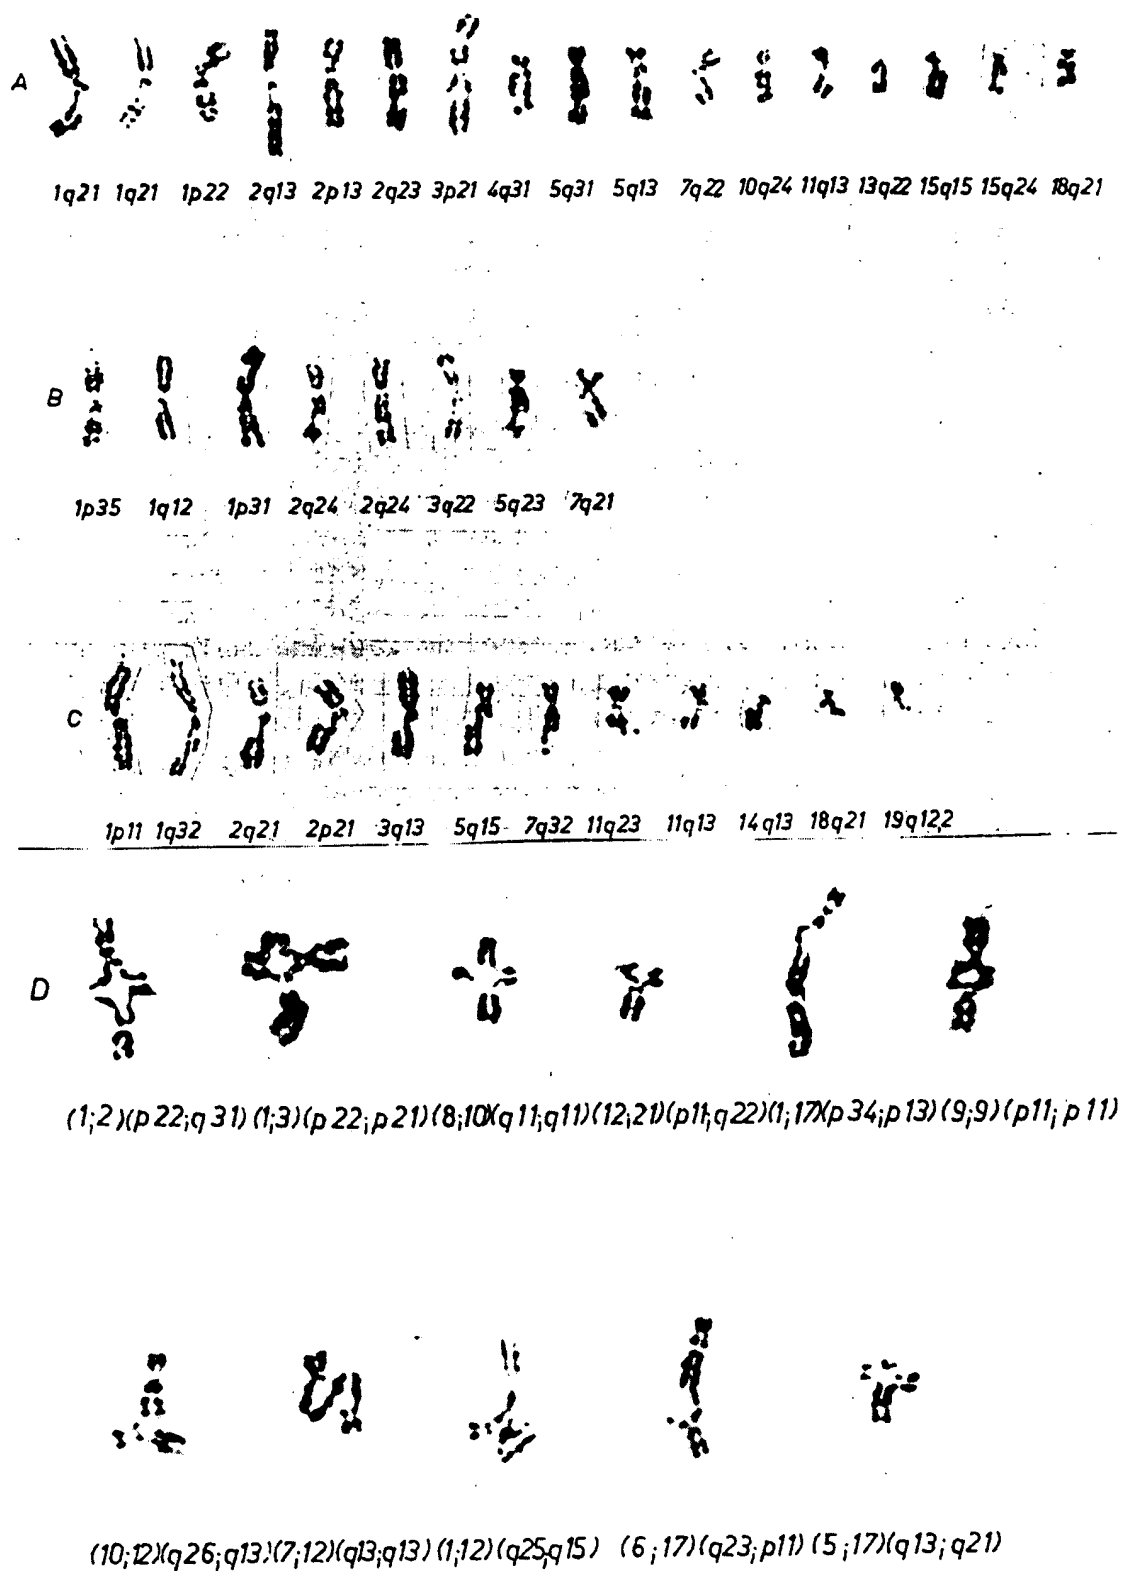 A
1q21 1q21 1p22 2q13 2p13 2q23 3p21 4q31 5q31 5q13 7q22 10q24 11q13 13q22 15q15 15q24 18q21
B
1p35 1q12 1p31 2q24 2q24 3q22 5q23 7q21
C
1p11 1q32 2q21 2p21 3q13 5q15 7q32 11q23 11q13 14q13 18q21 19q12,2
D
(1;2)(p22;q31) (1;3)(p22;p21) (8;10)(q11;q11) (12;21)(p11;q22) (1;17)(p34;p13) (9;9)(p11;p11)
(10;12)(q26;q13) (7;12)(q13;q13) (1;12)(q25;q15) (6;17)(q23;p11) (5;17)(q13;q21)